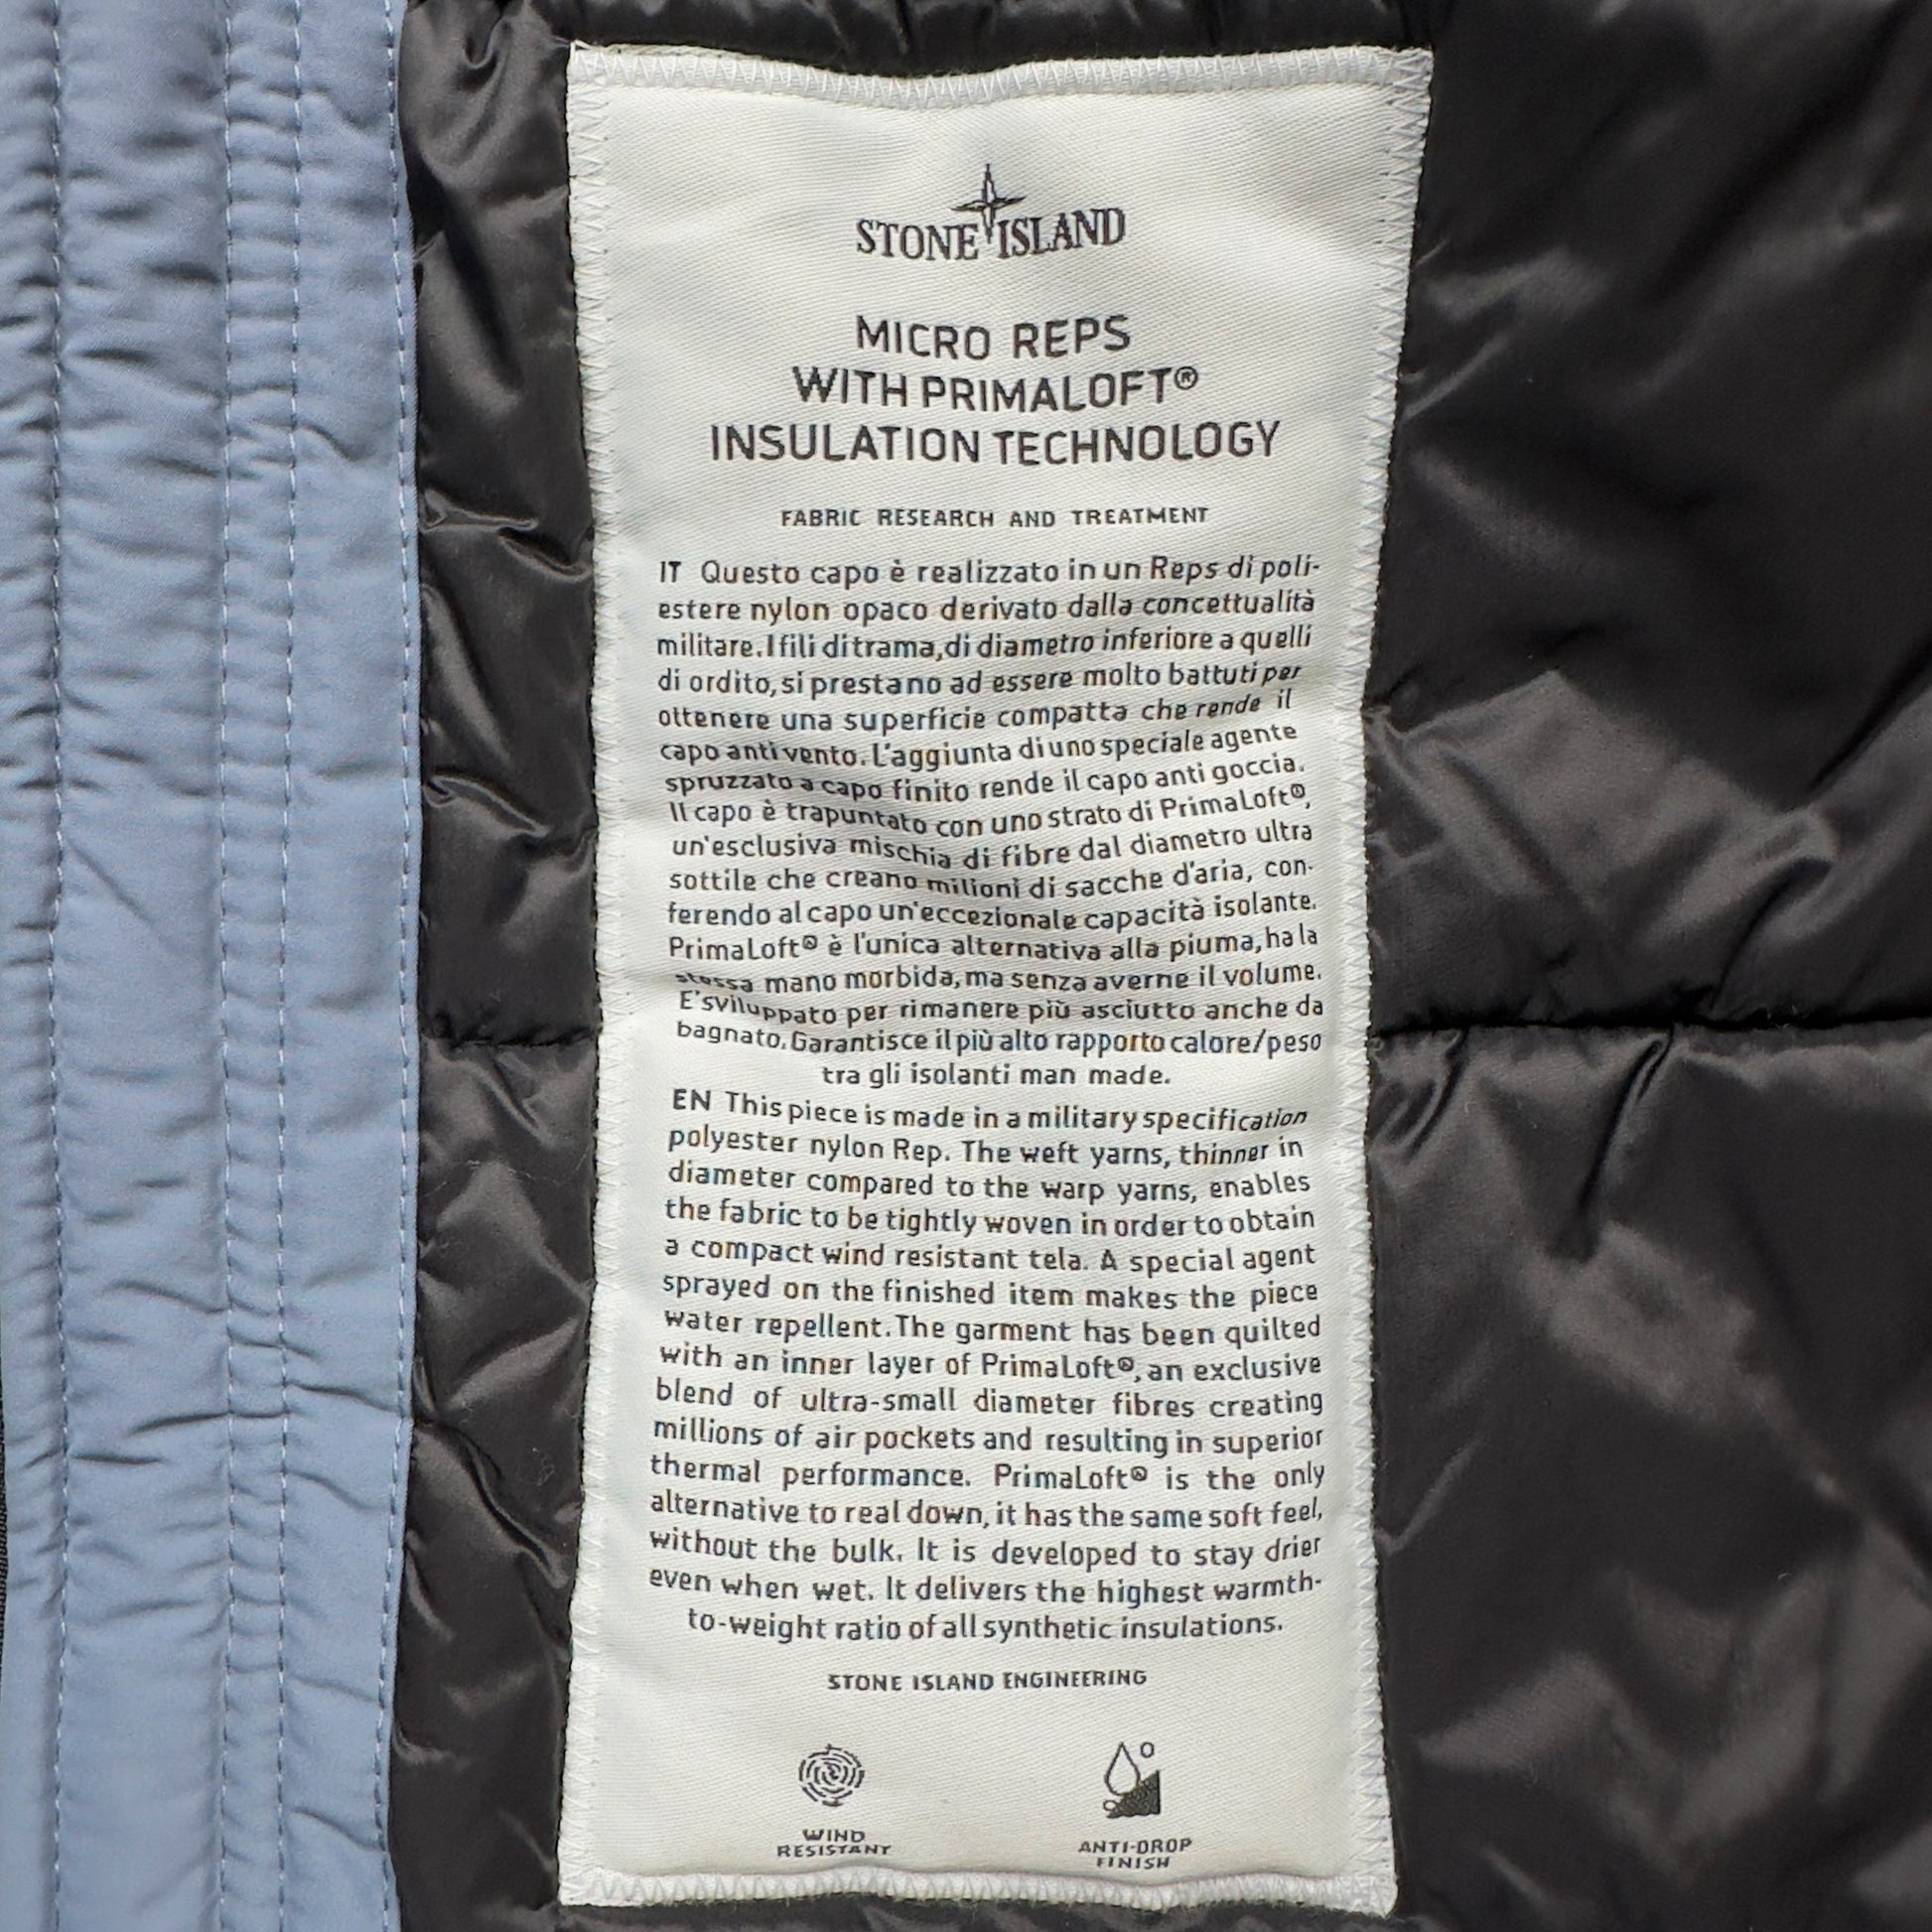 STONE ISLAND
MICRO REPS
WITH PRIMALOFT®
INSULATION TECHNOLOGY
FABRIC RESEARCH AND TREATMENT
IT Questo capo è realizzato in un Reps di poli-
estere nylon opaco derivato dalla concettualità
militare. I fili di trama, di diametro inferiore a quelli
di ordito, si prestano ad essere molto battuti per
ottenere una superficie compatta che rende il
capo anti vento. L'aggiunta di uno speciale agente
spruzzato a capo finito rende il capo anti goccia.
Il capo è trapuntato con uno strato di PrimaLoft®,
un'esclusiva mischia di fibre dal diametro ultra
sottile che creano milioni di sacche d'aria, con-
ferendo al capo un'eccezionale capacità isolante.
PrimaLoft® è l'unica alternativa alla piuma, ha la
stessa mano morbida, ma senza averne il volume.
E' sviluppato per rimanere più asciutto anche da
bagnato. Garantisce il più alto rapporto calore/peso
tra gli isolanti man made.
EN This piece is made in a military specification
polyester nylon Rep. The weft yarns, thinner in
diameter compared to the warp yarns, enables
the fabric to be tightly woven in order to obtain
a compact wind resistant tela. A special agent
sprayed on the finished item makes the piece
water repellent. The garment has been quilted
with an inner layer of PrimaLoft®, an exclusive
blend of ultra-small diameter fibres creating
millions of air pockets and resulting in superior
thermal performance. PrimaLoft® is the only
alternative to real down, it has the same soft feel,
without the bulk. It is developed to stay drier
even when wet. It delivers the highest warmth-
to-weight ratio of all synthetic insulations.
STONE ISLAND ENGINEERING
WIND
RESISTANT
ANTI-DROP
FINISH